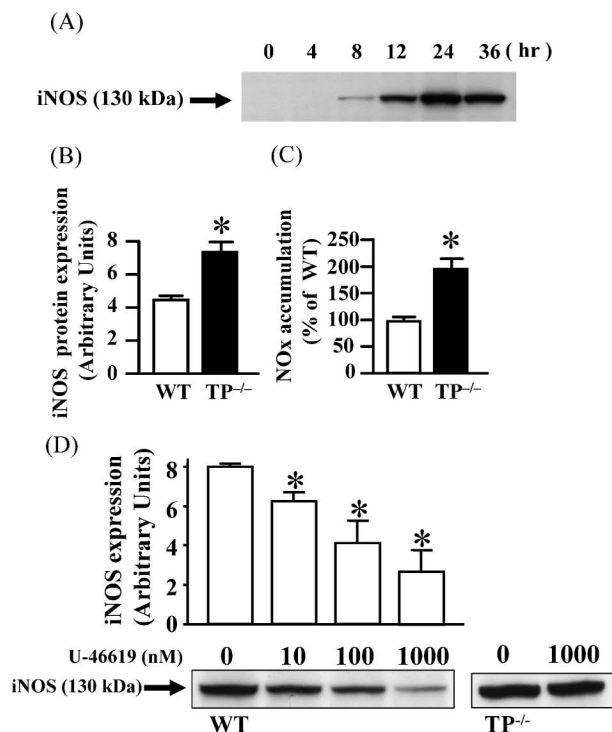 (A)
0 4 8 12 24 36 ( hr )
iNOS (130 kDa)
(B)
iNOS protein expression
(Arbitrary Units)
8
6
4
2
0
*
WT TP–/–
(C)
NOx accumulation
(% of WT)
250
200
150
100
50
0
*
WT TP–/–
(D)
iNOS expression
(Arbitrary Units)
8
6
4
2
0
* * *
U-46619 (nM) 0 10 100 1000
0 1000
iNOS (130 kDa)
WT
TP–/–